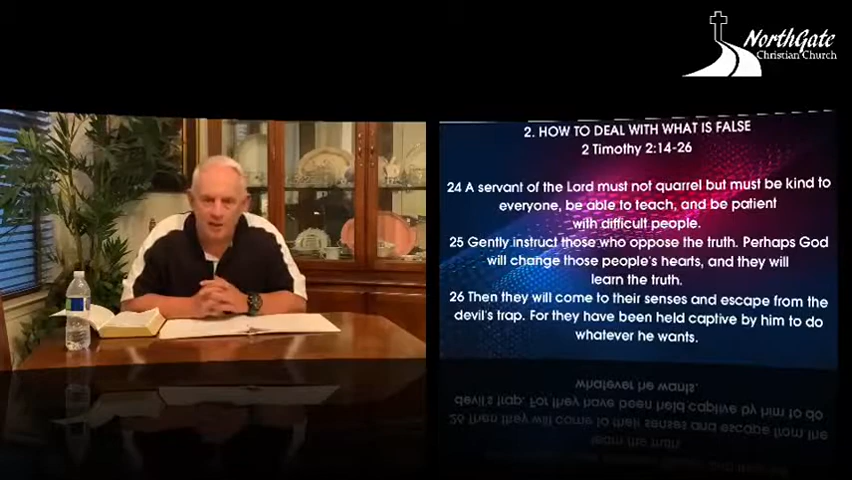 NorthGate
Christian Church
2. HOW TO DEAL WITH WHAT IS FALSE
2 Timothy 2:14-26
24 A servant of the Lord must not quarrel but must be kind to
everyone, be able to teach, and be patient
with difficult people.
25 Gently instruct those who oppose the truth. Perhaps God
will change those people's hearts, and they will
learn the truth.
26 Then they will come to their senses and escape from the
devil's trap. For they have been held captive by him to do
whatever he wants.